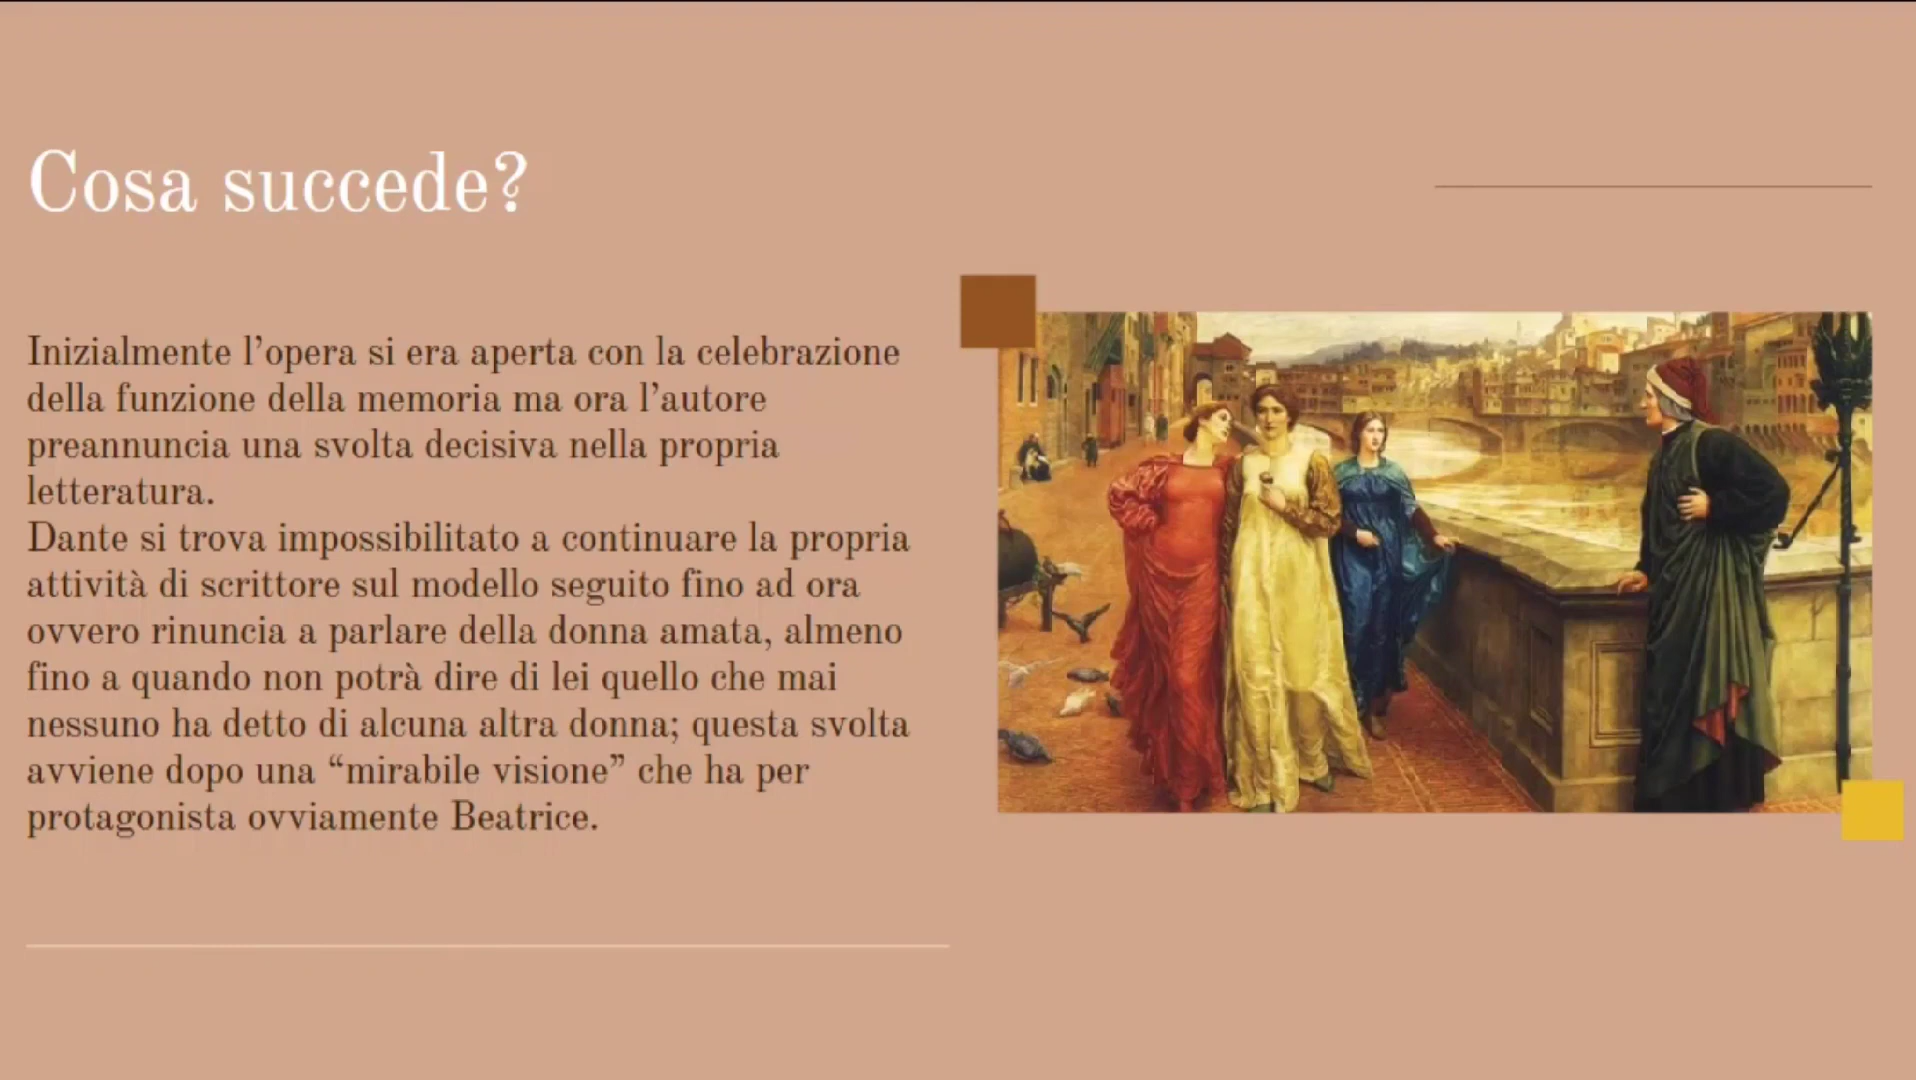 Cosa succede?
Inizialmente l’opera si era aperta con la celebrazione
della funzione della memoria ma ora l’autore
preannuncia una svolta decisiva nella propria
letteratura.
Dante si trova impossibilitato a continuare la propria
attività di scrittore sul modello seguito fino ad ora
ovvero rinuncia a parlare della donna amata, almeno
fino a quando non potrà dire di lei quello che mai
nessuno ha detto di alcuna altra donna; questa svolta
avviene dopo una “mirabile visione” che ha per
protagonista ovviamente Beatrice.